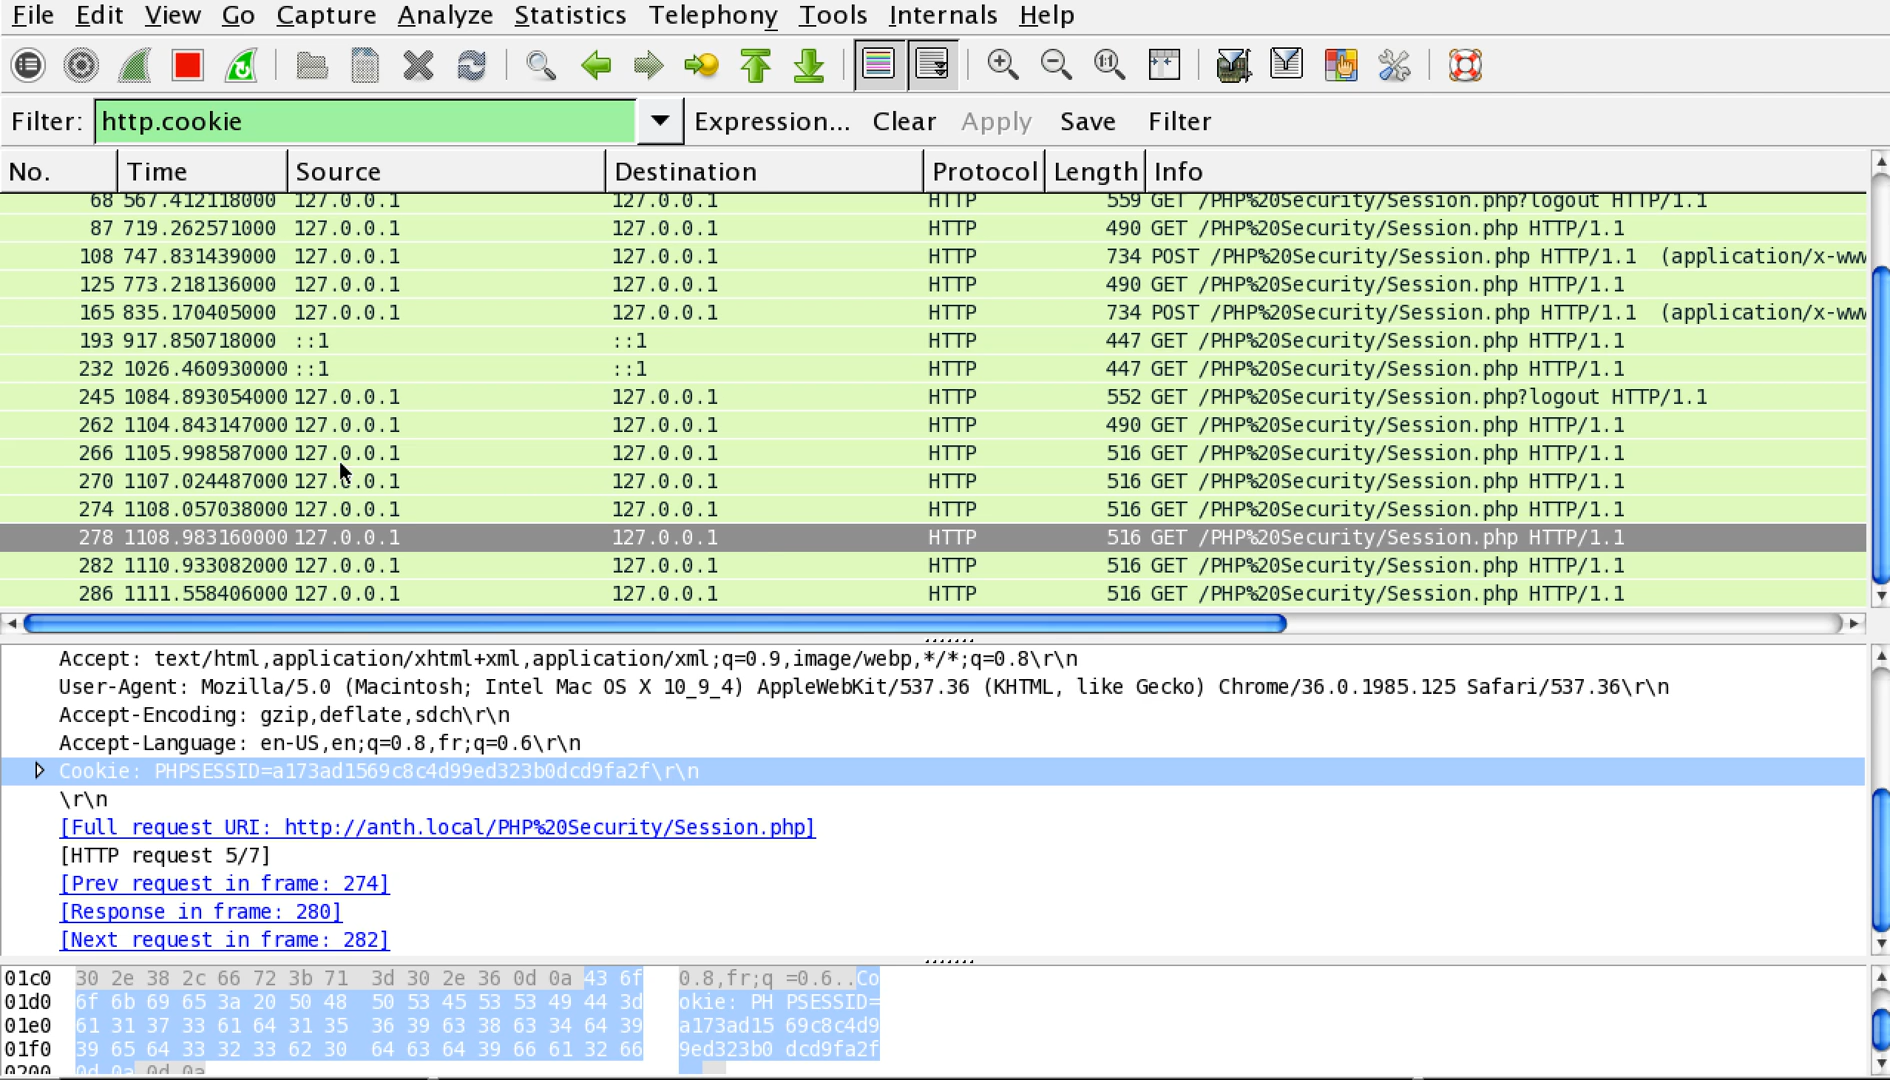 File Edit View Go Capture Analyze Statistics Telephony Tools Internals Help
1:1
Filter: http.cookie Expression... Clear Apply Save Filter
No. Time Source Destination Protocol Length Info
68 567.412118000 127.0.0.1 127.0.0.1 HTTP 559 GET /PHP%20Security/Session.php?logout HTTP/1.1
87 719.262571000 127.0.0.1 127.0.0.1 HTTP 490 GET /PHP%20Security/Session.php HTTP/1.1
108 747.831439000 127.0.0.1 127.0.0.1 HTTP 734 POST /PHP%20Security/Session.php HTTP/1.1 (application/x-www
125 773.218136000 127.0.0.1 127.0.0.1 HTTP 490 GET /PHP%20Security/Session.php HTTP/1.1
165 835.170405000 127.0.0.1 127.0.0.1 HTTP 734 POST /PHP%20Security/Session.php HTTP/1.1 (application/x-www
193 917.850718000 ::1 ::1 HTTP 447 GET /PHP%20Security/Session.php HTTP/1.1
232 1026.460930000 ::1 ::1 HTTP 447 GET /PHP%20Security/Session.php HTTP/1.1
245 1084.893054000 127.0.0.1 127.0.0.1 HTTP 552 GET /PHP%20Security/Session.php?logout HTTP/1.1
262 1104.843147000 127.0.0.1 127.0.0.1 HTTP 490 GET /PHP%20Security/Session.php HTTP/1.1
266 1105.998587000 127.0.0.1 127.0.0.1 HTTP 516 GET /PHP%20Security/Session.php HTTP/1.1
270 1107.024487000 127.0.0.1 127.0.0.1 HTTP 516 GET /PHP%20Security/Session.php HTTP/1.1
274 1108.057038000 127.0.0.1 127.0.0.1 HTTP 516 GET /PHP%20Security/Session.php HTTP/1.1
278 1108.983160000 127.0.0.1 127.0.0.1 HTTP 516 GET /PHP%20Security/Session.php HTTP/1.1
282 1110.933082000 127.0.0.1 127.0.0.1 HTTP 516 GET /PHP%20Security/Session.php HTTP/1.1
286 1111.558406000 127.0.0.1 127.0.0.1 HTTP 516 GET /PHP%20Security/Session.php HTTP/1.1
Accept: text/html,application/xhtml+xml,application/xml;q=0.9,image/webp,*/*;q=0.8\r\n
User-Agent: Mozilla/5.0 (Macintosh; Intel Mac OS X 10_9_4) AppleWebKit/537.36 (KHTML, like Gecko) Chrome/36.0.1985.125 Safari/537.36\r\n
Accept-Encoding: gzip,deflate,sdch\r\n
Accept-Language: en-US,en;q=0.8,fr;q=0.6\r\n
Cookie: PHPSESSID=a173ad1569c8c4d99ed323b0dcd9fa2f\r\n
\r\n
[Full request URI: http://anth.local/PHP%20Security/Session.php]
[HTTP request 5/7]
[Prev request in frame: 274]
[Response in frame: 280]
[Next request in frame: 282]
01c0 30 2e 38 2c 66 72 3b 71 3d 30 2e 36 0d 0a 43 6f 0.8,fr;q =0.6..Co
01d0 6f 6b 69 65 3a 20 50 48 50 53 45 53 53 49 44 3d okie: PH PSESSID=
01e0 61 31 37 33 61 64 31 35 36 39 63 38 63 34 64 39 a173ad15 69c8c4d9
01f0 39 65 64 33 32 33 62 30 64 63 64 39 66 61 32 66 9ed323b0 dcd9fa2f
0200 0d 0a 0d 0a